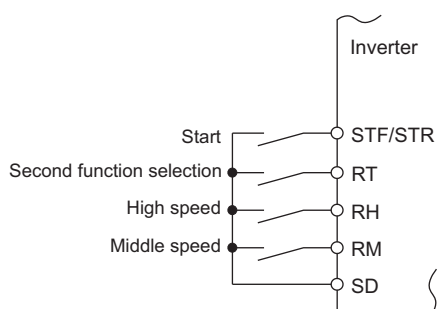 Inverter
Start STF/STR
Second function selection RT
High speed RH
Middle speed RM
SD